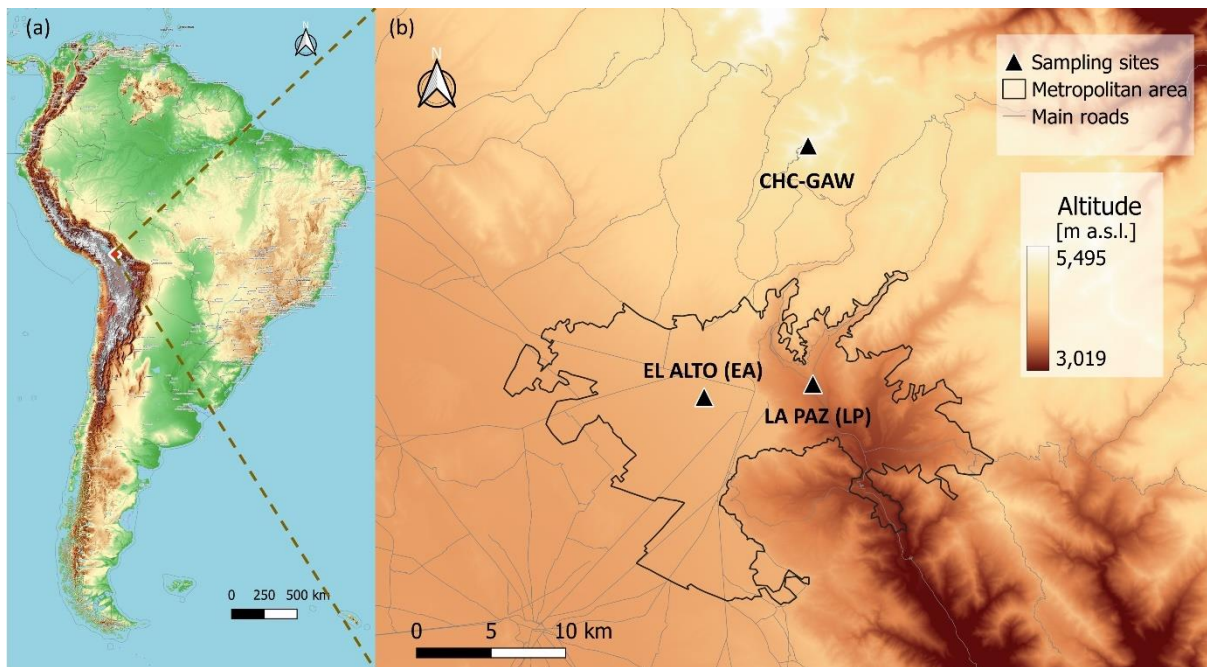 (a)
N
0 250 500 km
(b)
N
Sampling sites
Metropolitan area
Main roads
CHC-GAW
Altitude
[m a.s.l.]
5,495
3,019
EL ALTO (EA)
LA PAZ (LP)
0 5 10 km